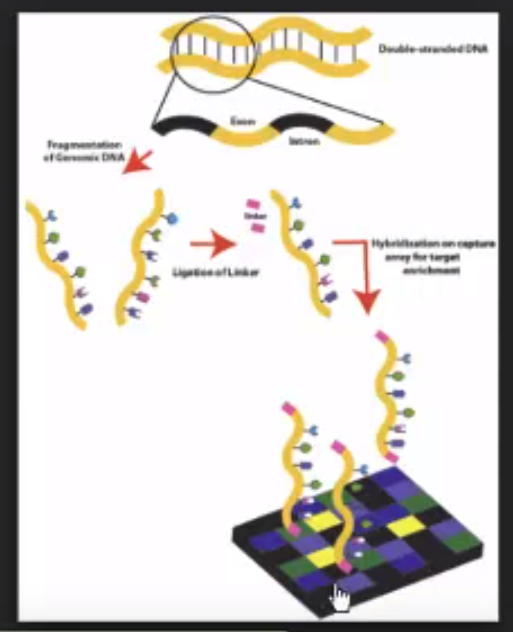 Double-stranded DNA
Exon
Intron
Fragmentation
of Genomic DNA
linker
Ligation of Linker
Hybridization on capture
array for target
enrichment